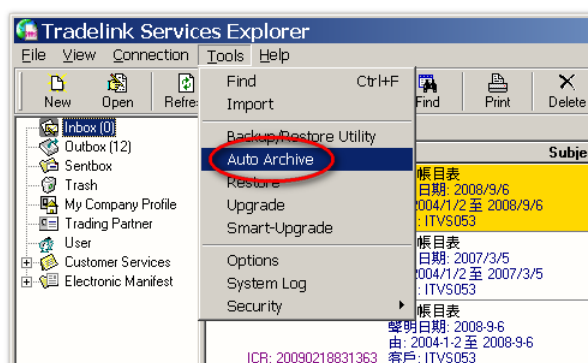 Tradelink Services Explorer
File View Connection Tools Help
New Open Refre Find Print Delete
Find Ctrl+F
Import
Backup/Restore Utility
Auto Archive
Restore
Upgrade
Smart-Upgrade
Options
System Log
Security
Inbox (0)
Outbox (12)
Sentbox
Trash
My Company Profile
Trading Partner
User
Customer Services
Electronic Manifest
Subje
帳目表
日期: 2008/9/6
2004/1/2 至 2008/9/6
: ITVS053
帳目表
日期: 2007/3/5
2004/1/2 至 2007/3/5
: ITVS053
帳目表
聲明日期: 2008-9-6
由: 2004-1-2 至 2008-9-6
ICR: 20090218831363 客戶: ITVS053